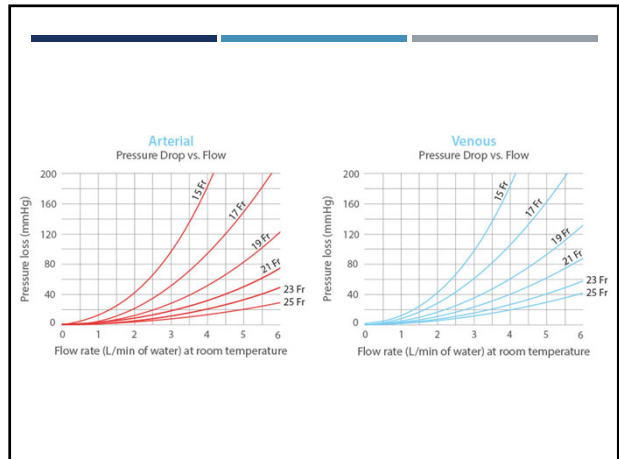 Arterial
Pressure Drop vs. Flow
Pressure loss (mmHg)
200
160
120
80
40
0
15 Fr
17 Fr
19 Fr
21 Fr
23 Fr
25 Fr
0 1 2 3 4 5 6
Flow rate (L/min of water) at room temperature
Venous
Pressure Drop vs. Flow
Pressure loss (mmHg)
200
160
120
80
40
0
15 Fr
17 Fr
19 Fr
21 Fr
23 Fr
25 Fr
0 1 2 3 4 5 6
Flow rate (L/min of water) at room temperature